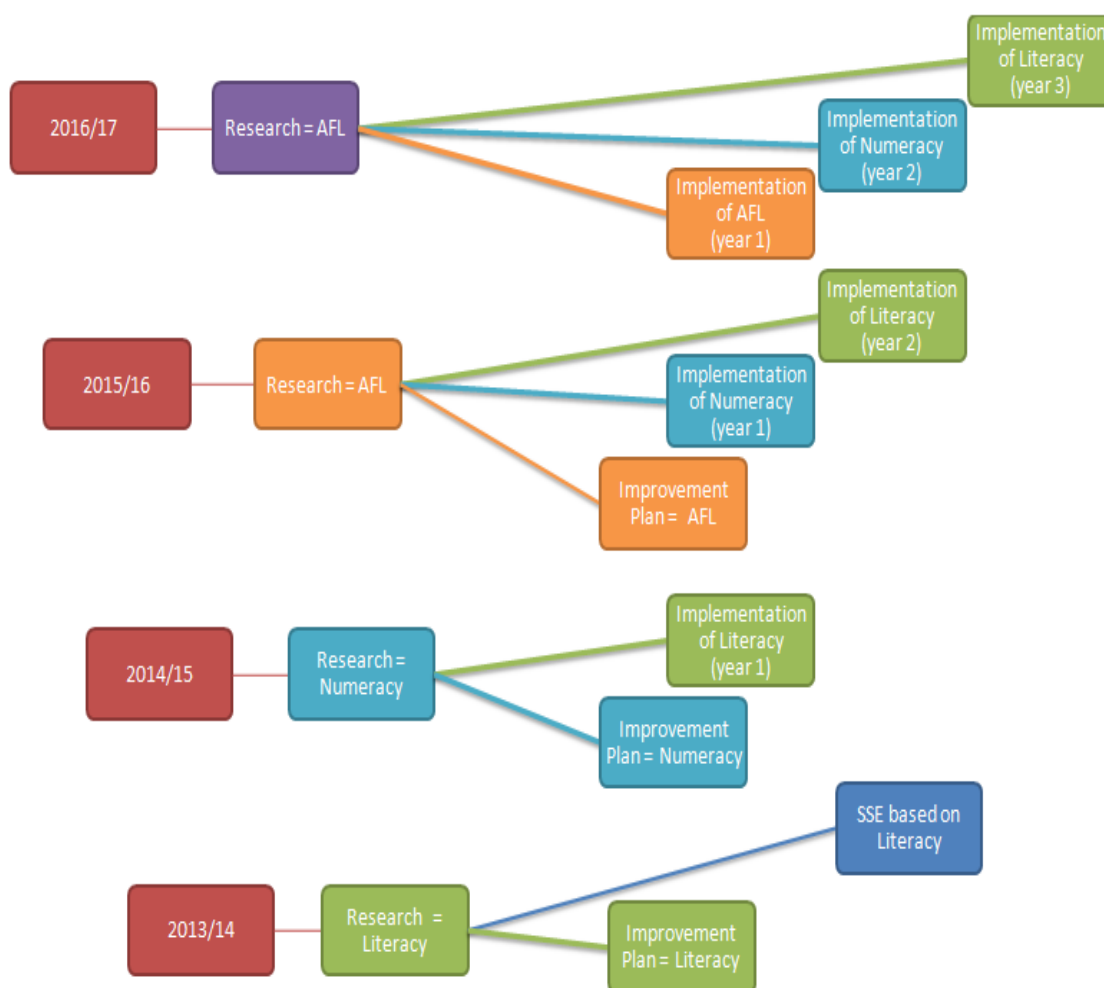 Implementation
of Literacy
(year 3)
2016/17
Research = AFL
Implementation
of Numeracy
(year 2)
Implementation
of AFL
(year 1)
Implementation
of Literacy
(year 2)
2015/16
Research = AFL
Implementation
of Numeracy
(year 1)
Improvement
Plan = AFL
Implementation
of Literacy
(year 1)
2014/15
Research =
Numeracy
Improvement
Plan = Numeracy
SSE based on
Literacy
2013/14
Research =
Literacy
Improvement
Plan = Literacy